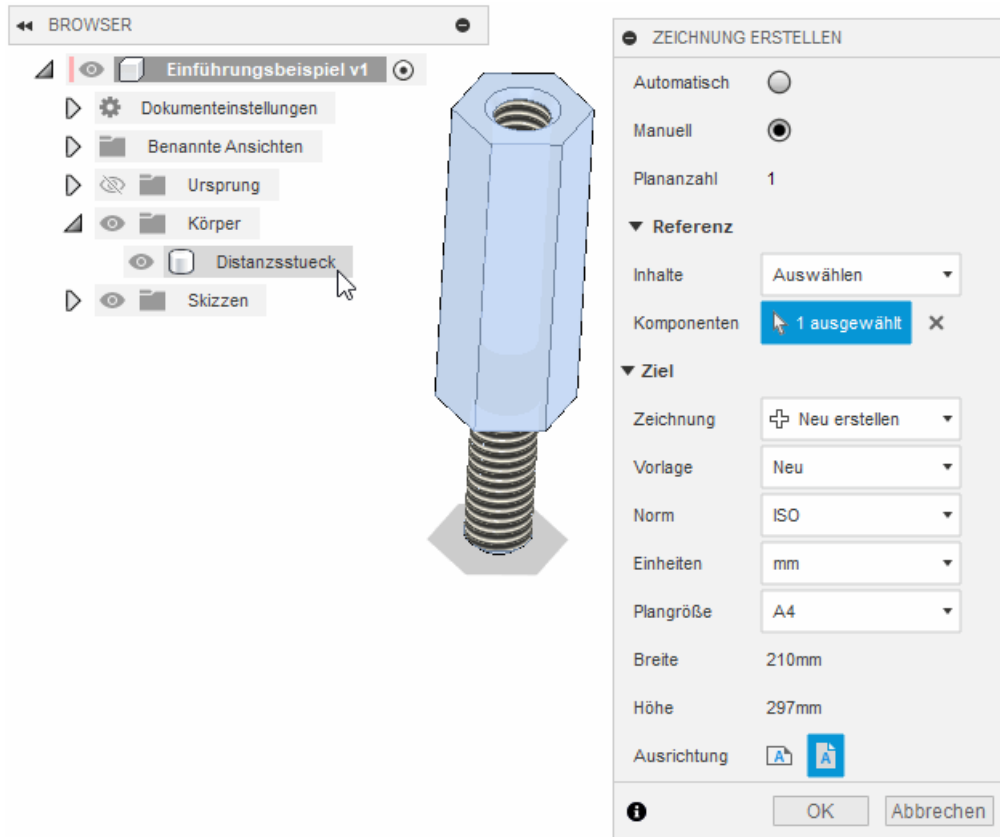 BROWSER
Einführungsbeispiel v1
Dokumenteinstellungen
Benannte Ansichten
Ursprung
Körper
Distanzsstueck
Skizzen
ZEICHNUNG ERSTELLEN
Automatisch
Manuell
Plananzahl 1
Referenz
Inhalte Auswählen
Komponenten 1 ausgewählt
Ziel
Zeichnung Neu erstellen
Vorlage Neu
Norm ISO
Einheiten mm
Plangröße A4
Breite 210mm
Höhe 297mm
Ausrichtung A A
OK Abbrechen